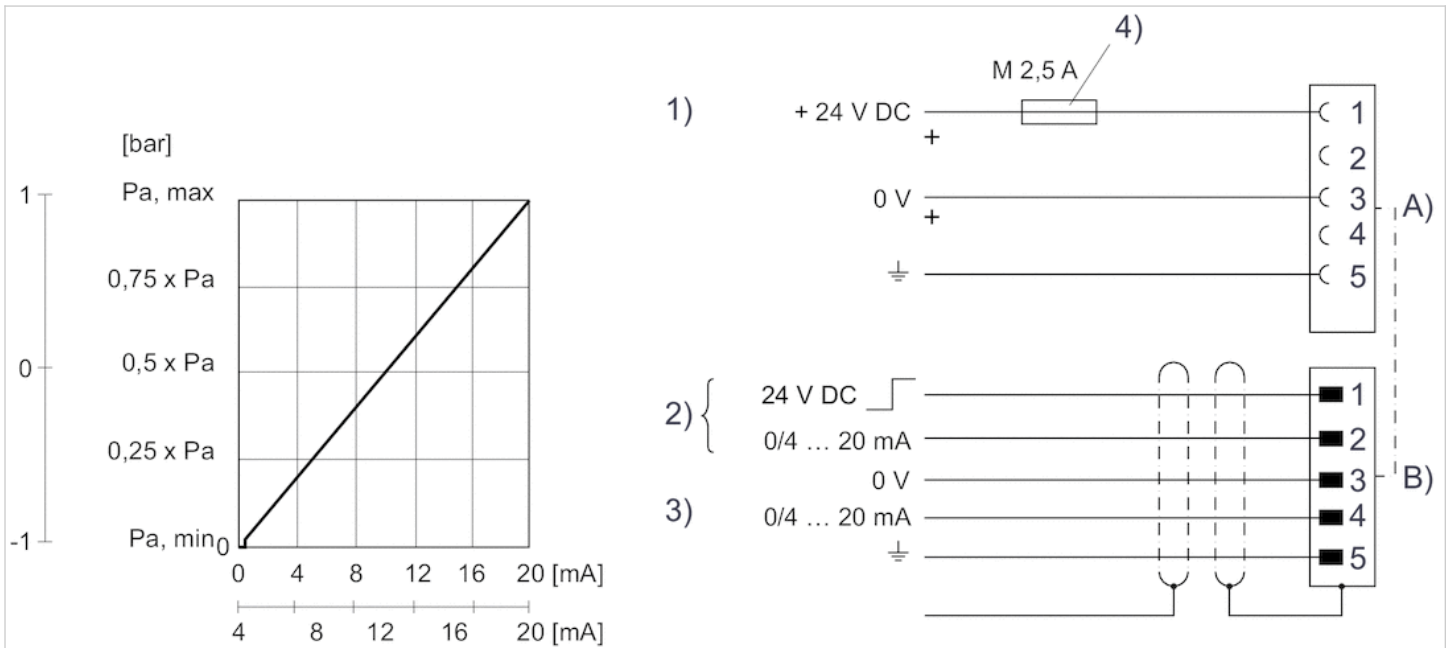 [bar]
1
Pa, max
0,75 x Pa
0
0,5 x Pa
0,25 x Pa
-1
Pa, min 0
0 4 8 12 16 20 [mA]
4 8 12 16 20 [mA]
4)
M 2,5 A
1)
+ 24 V DC
+
1
2
0 V
+
3
A)
4
5
2)
24 V DC
1
0/4 ... 20 mA
2
0 V
3
B)
3)
0/4 ... 20 mA
4
5